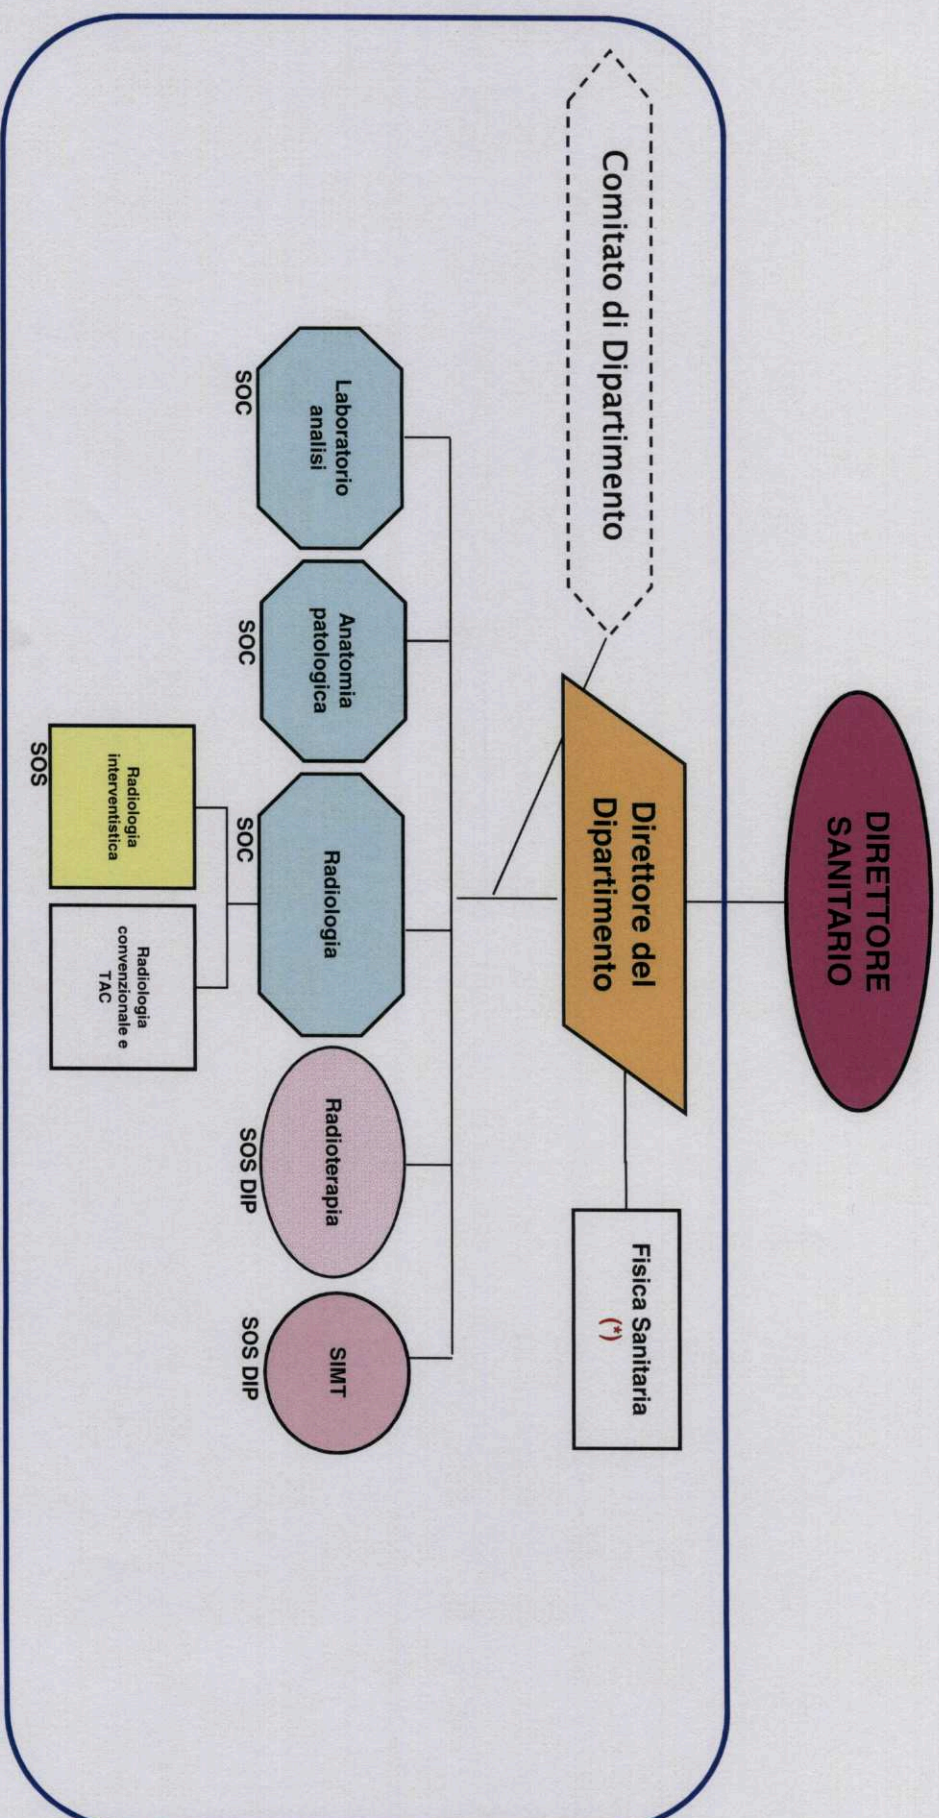 DIRETTORE
SANITARIO
Comitato di Dipartimento
Direttore del
Dipartimento
Fisica Sanitaria
(*)
Laboratorio
analisi
SOC
Anatomia
patologica
SOC
Radiologia
SOC
Radioterapia
SOS DIP
SIMT
SOS DIP
Radiologia
interventistica
SOS
Radiologia
convenzionale e
TAC